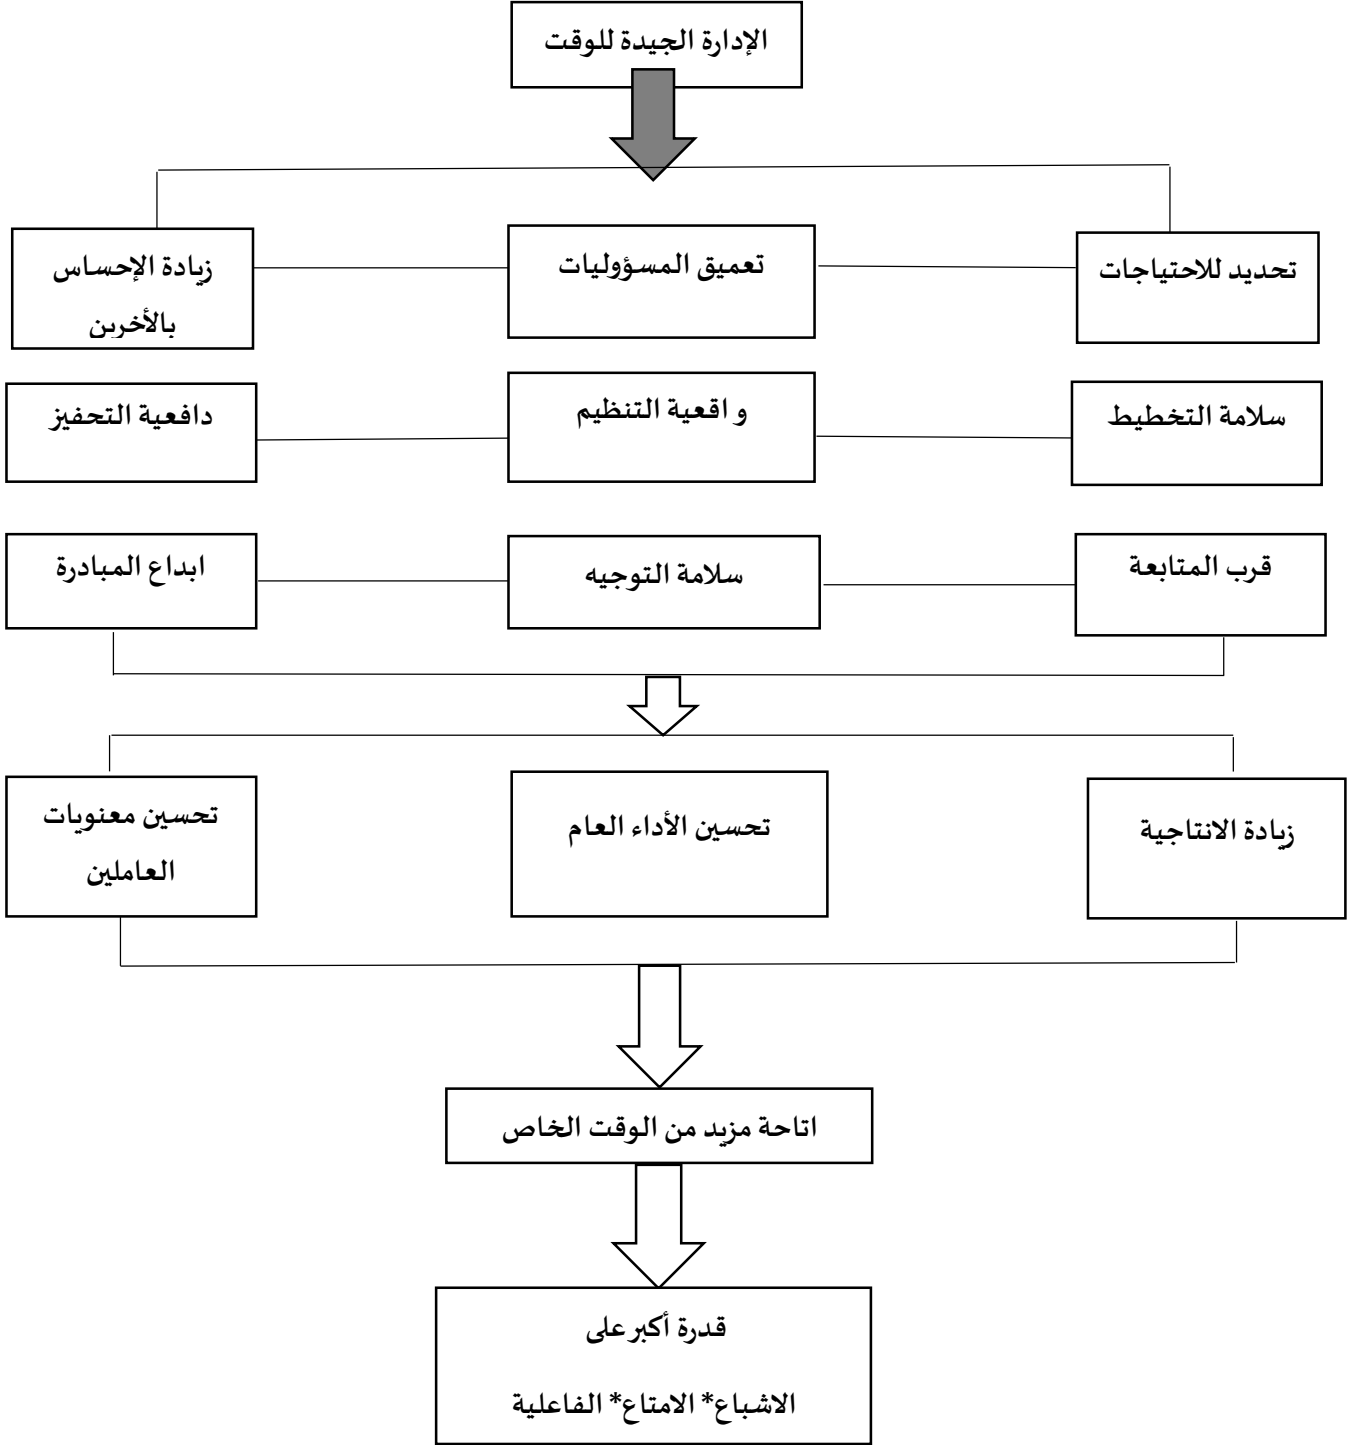 الإدارة الجيدة للوقت
تحديد للاحتياجات
تعميق المسؤوليات
زيادة الإحساس
بالأخرين
سلامة التخطيط
و اقعية التنظيم
دافعية التحفيز
قرب المتابعة
سلامة التوجيه
ابداع المبادرة
زيادة الانتاجية
تحسين الأداء العام
تحسين معنويات
العاملين
اتاحة مزيد من الوقت الخاص
قدرة أكبر على
الاشباع* الامتاع* الفاعلية